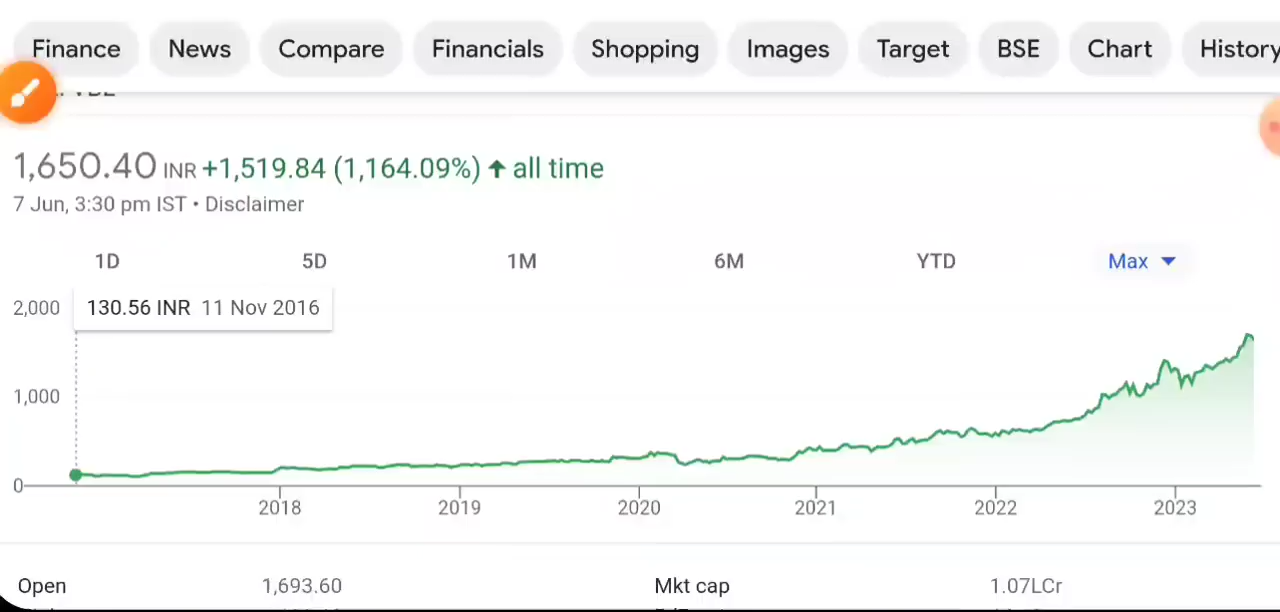 Finance News Compare Financials Shopping Images Target BSE Chart History
1,650.40 INR +1,519.84 (1,164.09%) ↑ all time
7 Jun, 3:30 pm IST • Disclaimer
1D 5D 1M 6M YTD Max
2,000
130.56 INR 11 Nov 2016
1,000
0
2018 2019 2020 2021 2022 2023
Open 1,693.60 Mkt cap 1.07LCr